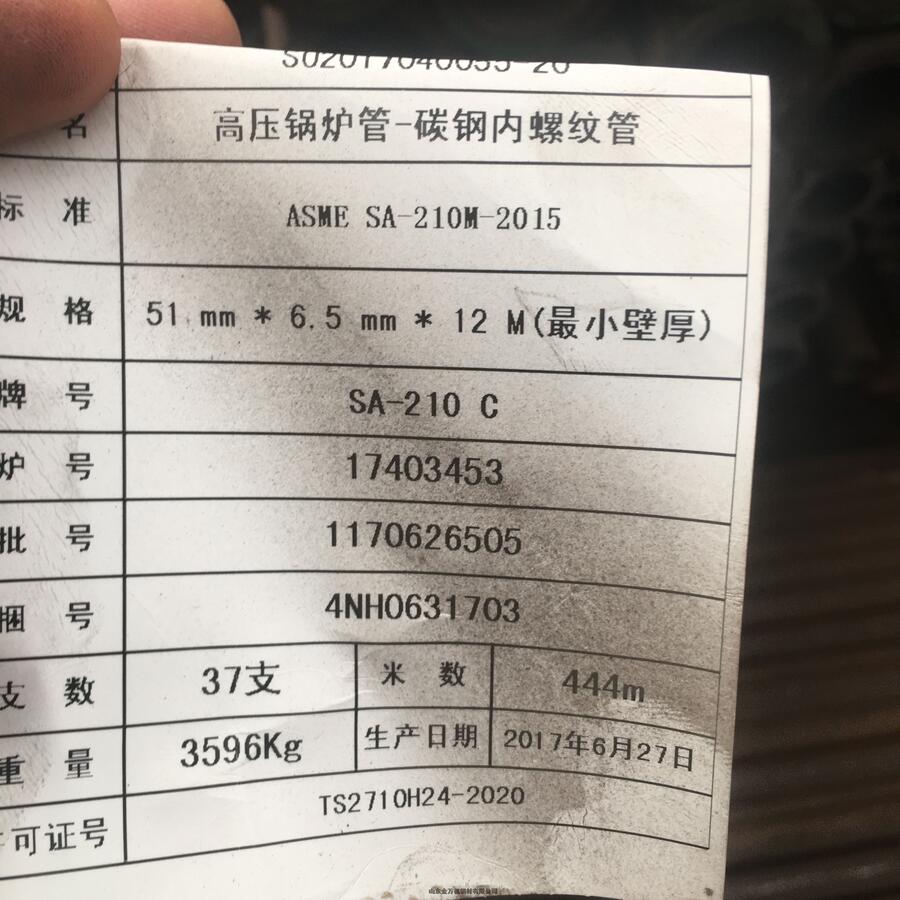 S02017040055-20
名 高压锅炉管-碳钢内螺纹管
标 准 ASME SA-210M-2015
规 格 51 mm * 6.5 mm * 12 M(最小壁厚)
牌 号 SA-210 C
炉 号 17403453
批 号 1170626505
捆 号 4NH0631703
支 数 37支 米 数 444m
重 量 3596Kg 生产日期 2017年6月27日
可证号 TS2710H24-2020